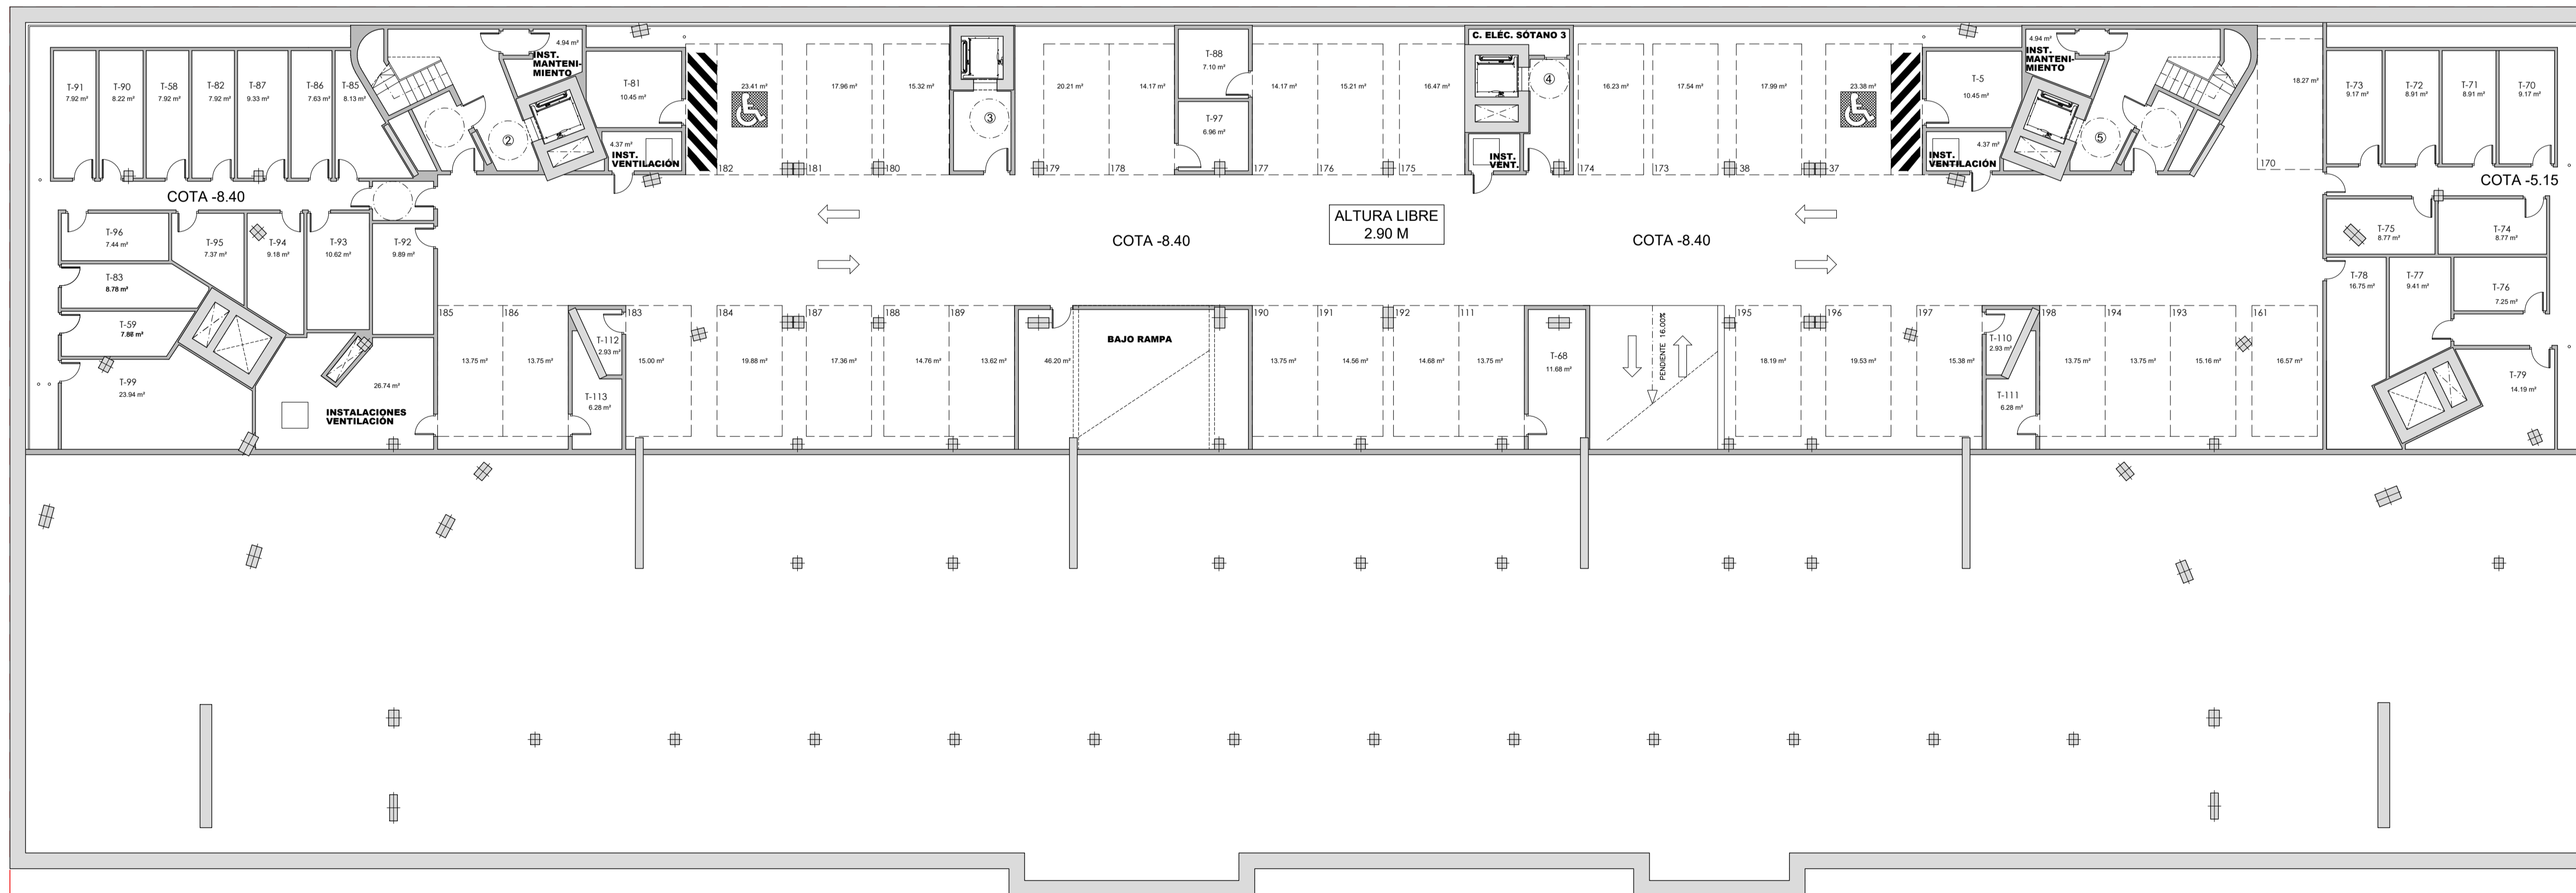 C. ELÉC. SÓTANO 3
4.94 m²
INST.
MANTENI-
MIENTO
4.94 m²
INST.
MANTENI-
MIENTO
T-91
7.92 m²
T-90
8.22 m²
T-58
7.92 m²
T-82
7.92 m²
T-87
9.33 m²
T-86
7.63 m²
T-85
8.13 m²
T-81
10.45 m²
23.41 m²
17.96 m²
15.32 m²
20.21 m²
14.17 m²
T-88
7.10 m²
14.17 m²
15.21 m²
16.47 m²
16.23 m²
17.54 m²
17.99 m²
23.38 m²
T-5
10.45 m²
18.27 m²
T-73
9.17 m²
T-72
8.91 m²
T-71
8.91 m²
T-70
9.17 m²
2
3
4
5
T-97
6.96 m²
4.37 m²
INST.
VENTILACIÓN
INST.
VENT.
4.37 m²
INST.
VENTILACIÓN
182
181
180
179
178
177
176
175
174
173
38
37
170
COTA -8.40
COTA -5.15
ALTURA LIBRE
2.90 M
COTA -8.40
COTA -8.40
T-96
7.44 m²
T-95
7.37 m²
T-94
9.18 m²
T-93
10.62 m²
T-92
9.89 m²
T-75
8.77 m²
T-74
8.77 m²
T-83
8.78 m²
T-78
16.75 m²
T-77
9.41 m²
T-76
7.25 m²
T-59
7.86 m²
T-99
23.94 m²
26.74 m²
INSTALACIONES
VENTILACIÓN
185
186
183
184
187
188
189
190
191
192
111
195
196
197
198
194
193
161
13.75 m²
13.75 m²
T-112
2.93 m²
15.00 m²
19.88 m²
17.36 m²
14.76 m²
13.62 m²
46.20 m²
BAJO RAMPA
13.75 m²
14.56 m²
14.68 m²
13.75 m²
T-68
11.68 m²
PENDIENTE 16.00%
18.19 m²
19.53 m²
15.38 m²
T-110
2.93 m²
13.75 m²
13.75 m²
15.16 m²
16.57 m²
T-113
6.28 m²
T-111
6.28 m²
T-79
14.19 m²